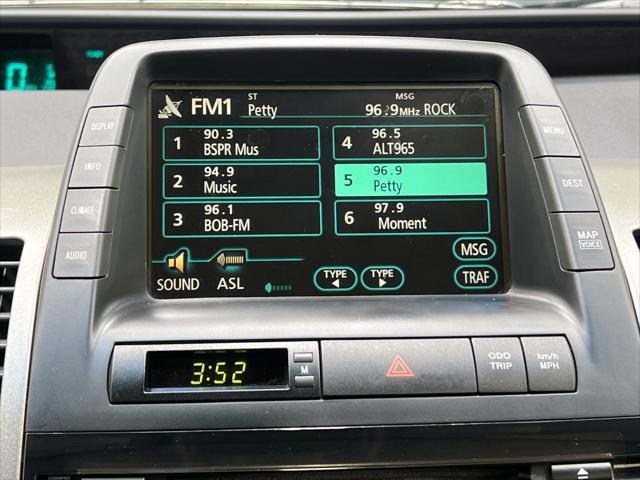 0
READY
ST
MSG
FM1 Petty 96.9MHz ROCK
1 90.3 BSPR Mus
4 96.5 ALT965
2 94.9 Music
5 96.9 Petty
3 96.1 BOB-FM
6 97.9 Moment
SOUND ASL TYPE TYPE MSG TRAF
DISPLAY
INFO
CLIMATE
AUDIO
MENU
DEST
MAP
VOICE
3:52
H
M
ODO
TRIP
km/h
MPH